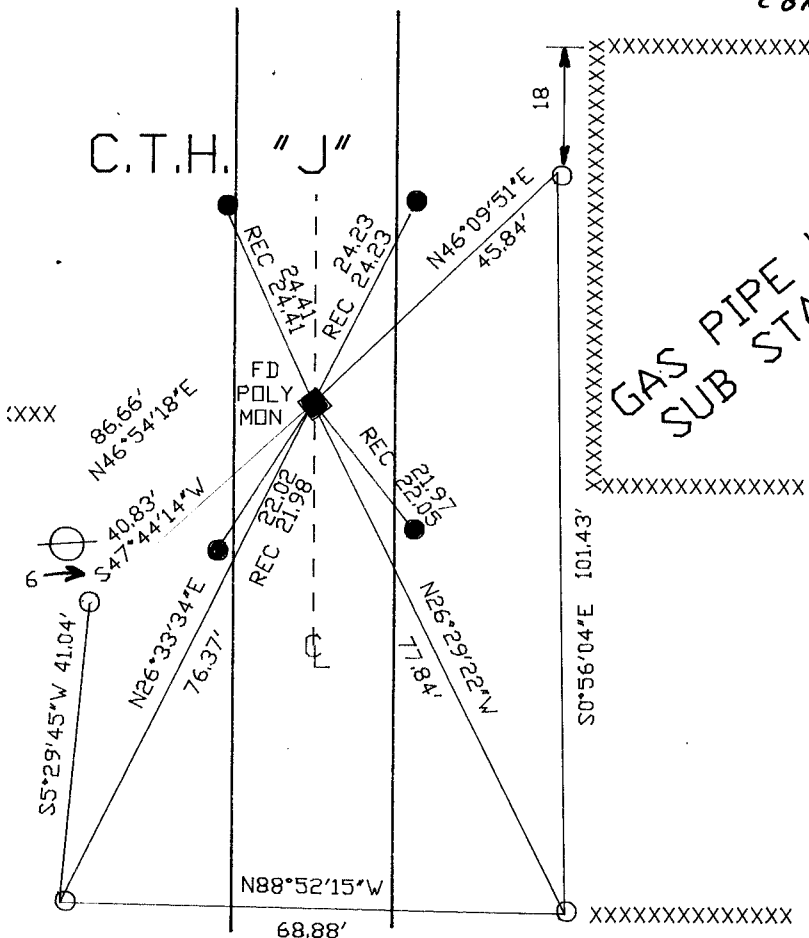 C.T.H. "J"
18
REC 24.41
24.41
24.23
REC 24.23
N46°09'51"E
45.84'
GAS PIPE
SUB STA
FD
POLY
MON
XXXX
86.66'
N46°54'18"E
40.83'
S47°44'14"W
6
22.02
REC 21.98
21.97
REC 22.05
S5°29'45"W 41.04'
N26°33'34"E
76.37'
CL
N26°29'22"W
77.84'
S0°56'04"E 101.43'
N88°52'15"W
68.88'
XXXXXXXXXXXXX